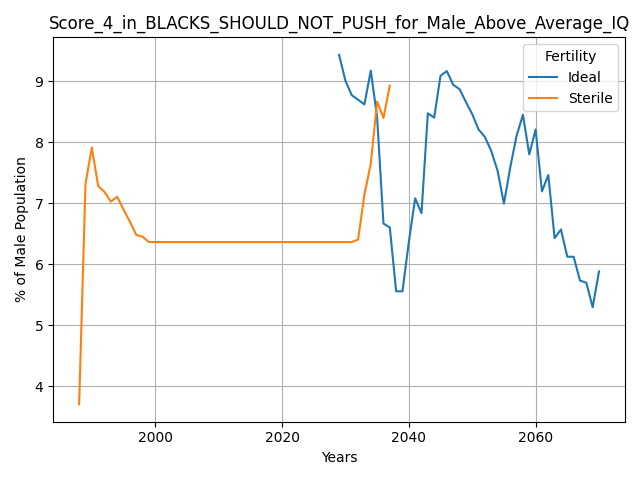 Score_4_in_BLACKS_SHOULD_NOT_PUSH_for_Male_Above_Average_IQ
Fertility
Ideal
Sterile
% of Male Population
9
8
7
6
5
4
2000
2020
2040
2060
Years